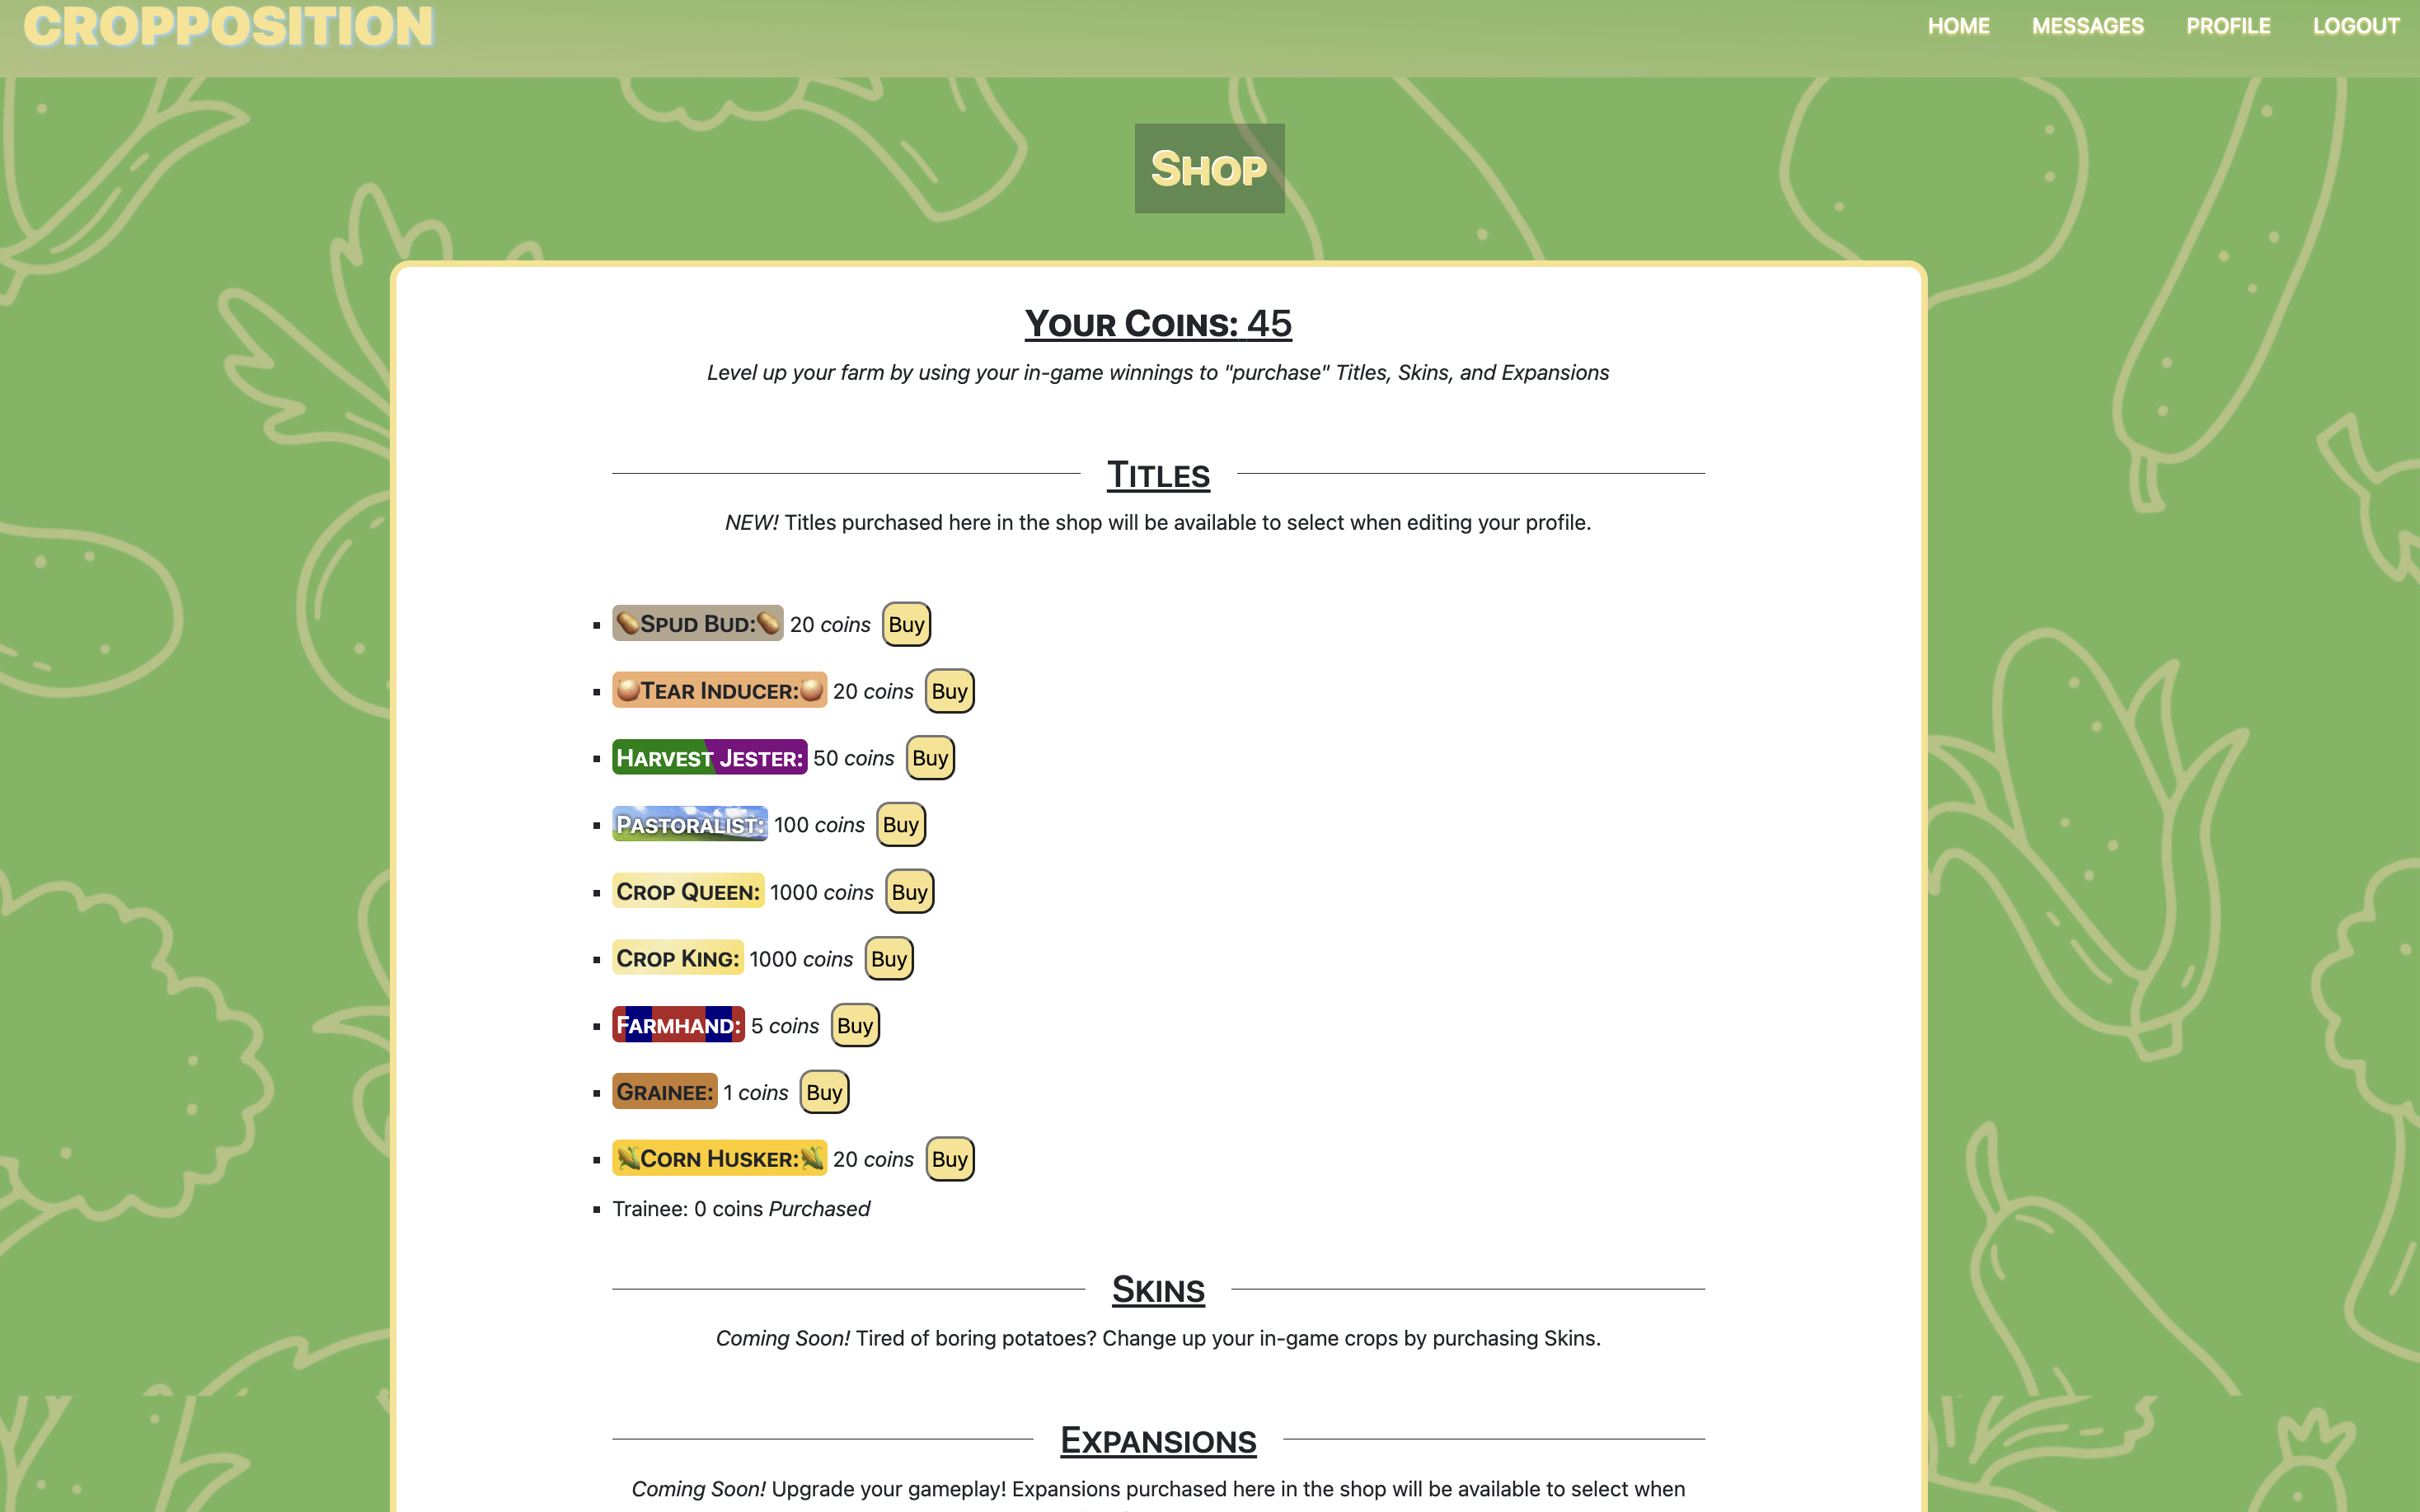 CROPPOSITION
HOME MESSAGES PROFILE LOGOUT
SHOP
YOUR COINS: 45
Level up your farm by using your in-game winnings to "purchase" Titles, Skins, and Expansions
TITLES
NEW! Titles purchased here in the shop will be available to select when editing your profile.
🥔SPUD BUD:🥔 20 coins Buy
🧅TEAR INDUCER:🧅 20 coins Buy
HARVEST JESTER: 50 coins Buy
PASTORALIST: 100 coins Buy
CROP QUEEN: 1000 coins Buy
CROP KING: 1000 coins Buy
FARMHAND: 5 coins Buy
GRAINEE: 1 coins Buy
🌽CORN HUSKER:🌽 20 coins Buy
Trainee: 0 coins Purchased
SKINS
Coming Soon! Tired of boring potatoes? Change up your in-game crops by purchasing Skins.
EXPANSIONS
Coming Soon! Upgrade your gameplay! Expansions purchased here in the shop will be available to select when